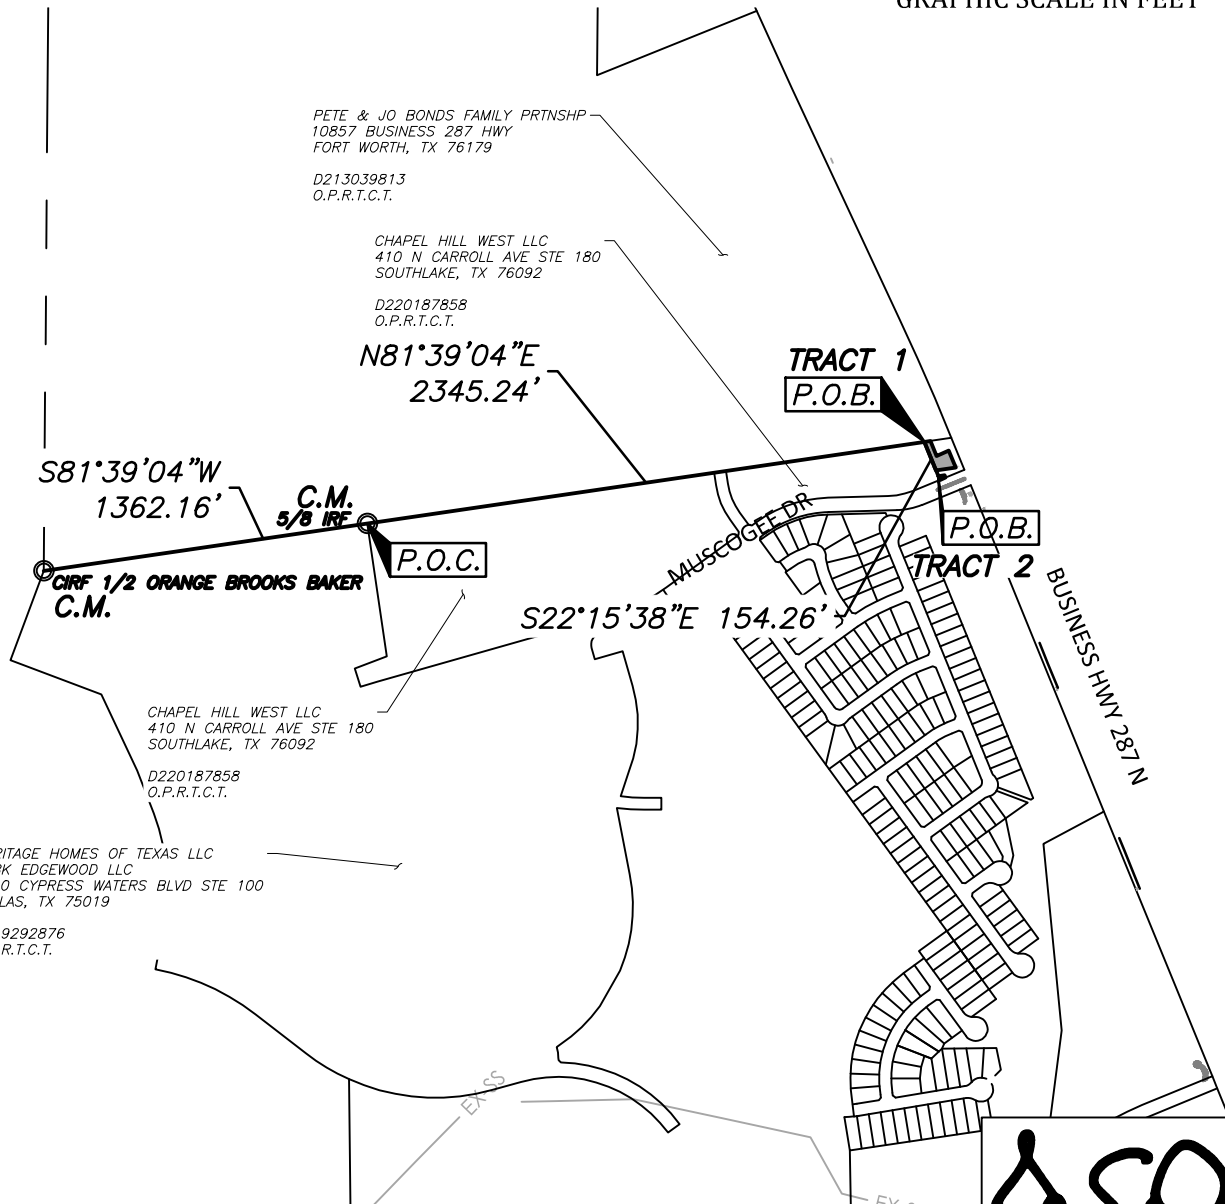 GRAPHIC SCALE IN FEET
PETE & JO BONDS FAMILY PRTNSHP
10857 BUSINESS 287 HWY
FORT WORTH, TX 76179
D213039813
O.P.R.T.C.T.
CHAPEL HILL WEST LLC
410 N CARROLL AVE STE 180
SOUTHLAKE, TX 76092
D220187858
O.P.R.T.C.T.
N81°39'04"E
2345.24'
TRACT 1
P.O.B.
S81°39'04"W
1362.16'
C.M.
5/8 IRF
P.O.C.
CIRF 1/2 ORANGE BROOKS BAKER
C.M.
MUSCOGEE DR
P.O.B.
TRACT 2
S22°15'38"E 154.26'
BUSINESS HWY 287 N
CHAPEL HILL WEST LLC
410 N CARROLL AVE STE 180
SOUTHLAKE, TX 76092
D220187858
O.P.R.T.C.T.
ITAGE HOMES OF TEXAS LLC
K EDGEWOOD LLC
0 CYPRESS WATERS BLVD STE 100
LAS, TX 75019
9292876
R.T.C.T.
EX SS